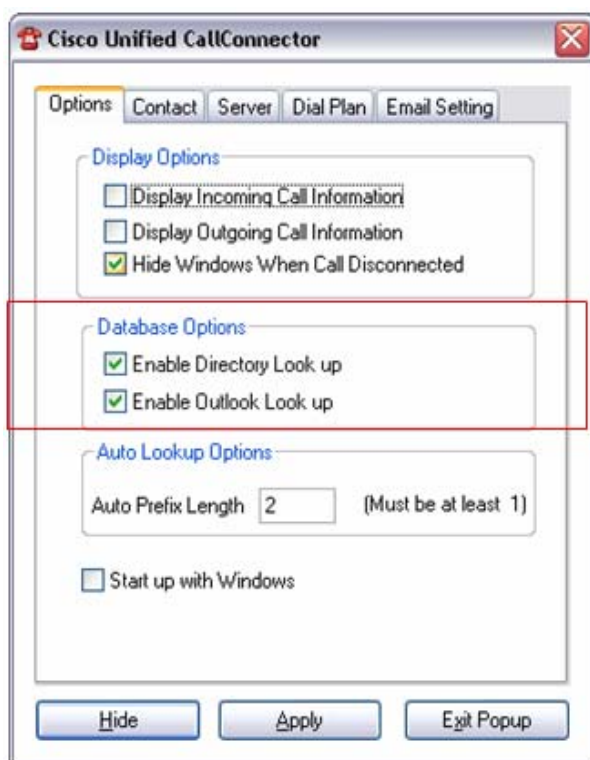 Cisco Unified CallConnector
Options Contact Server Dial Plan Email Setting
Display Options
Display Incoming Call Information
Display Outgoing Call Information
Hide Windows When Call Disconnected
Database Options
Enable Directory Look up
Enable Outlook Look up
Auto Lookup Options
Auto Prefix Length 2 (Must be at least 1)
Start up with Windows
Hide Apply Exit Popup